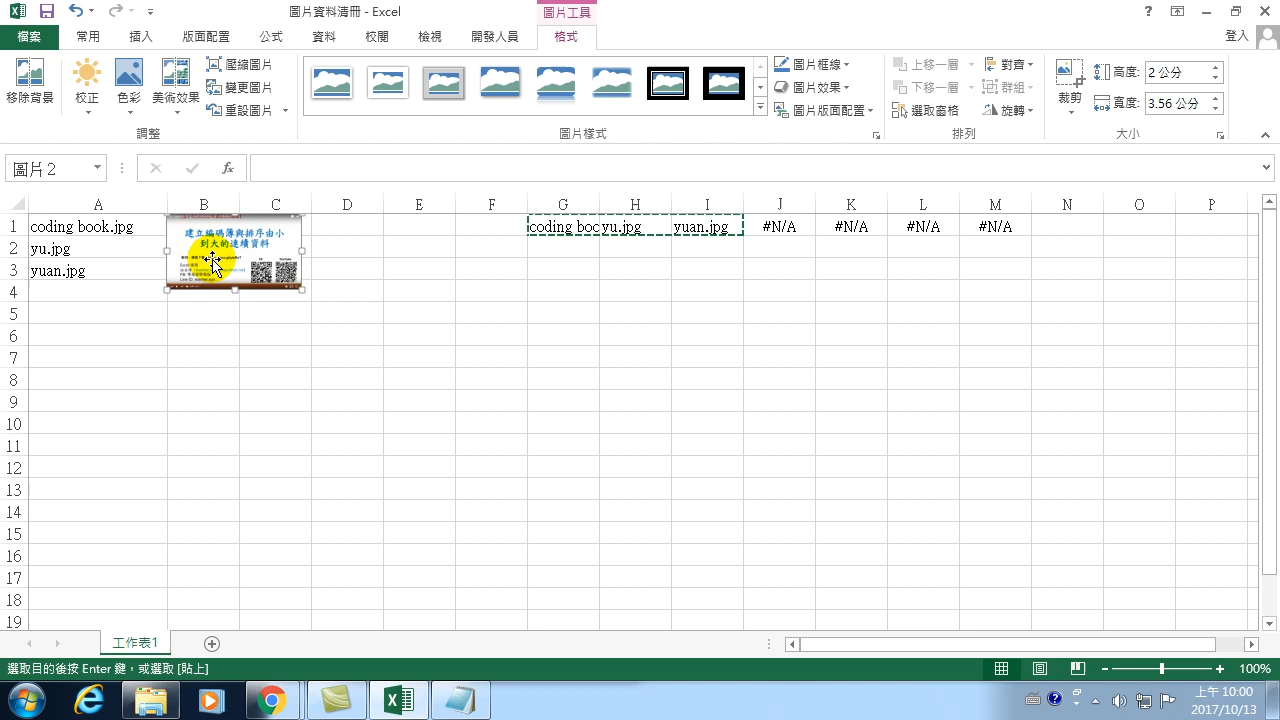 圖片資料清冊 - Excel
圖片工具
?
檔案
常用
插入
版面配置
公式
資料
校閱
檢視
開發人員
格式
登入
移除背景
校正
色彩
美術效果
壓縮圖片
變更圖片
重設圖片
調整
圖片框線
圖片效果
圖片版面配置
圖片樣式
上移一層
下移一層
選取窗格
對齊
群組
旋轉
排列
裁剪
高度: 2 公分
寬度: 3.56 公分
大小
圖片 2
fx
A B C D E F G H I J K L M N O P
1 coding book.jpg coding boo yu.jpg yuan.jpg #N/A #N/A #N/A #N/A
2 yu.jpg
3 yuan.jpg
建立編碼簿與排序由小
到大的連續資料
4
5
6
7
8
9
10
11
12
13
14
15
16
17
18
19
工作表1
選取目的後按 Enter 鍵，或選取 [貼上]
100%
上午 10:00
2017/10/13